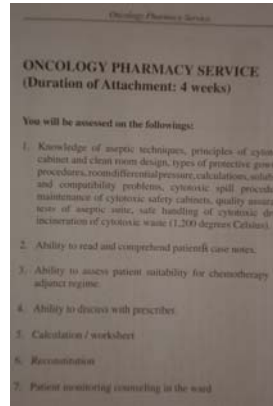 Oncology Pharmacy Service
ONCOLOGY PHARMACY SERVICE
(Duration of Attachment: 4 weeks)
You will be assessed on the followings:
1. Knowledge of aseptic techniques, principles of
cabinet and clean room design, types of protective
procedures, room differential pressure, calculations,
and compatibility problems, cytotoxic spill
maintenance of cytotoxic safety cabinets, quality
tests of aseptic suite, safe handling of cytotoxic
incineration of cytotoxic waste (1,200 degrees Celsius)
2. Ability to read and comprehend case notes.
3. Ability to assess patient suitability for chemotherapy
adjunct regime.
4. Ability to discuss with prescriber.
5. Calculation / worksheet
6. Reconstitution
7. Patient monitoring counseling in the ward